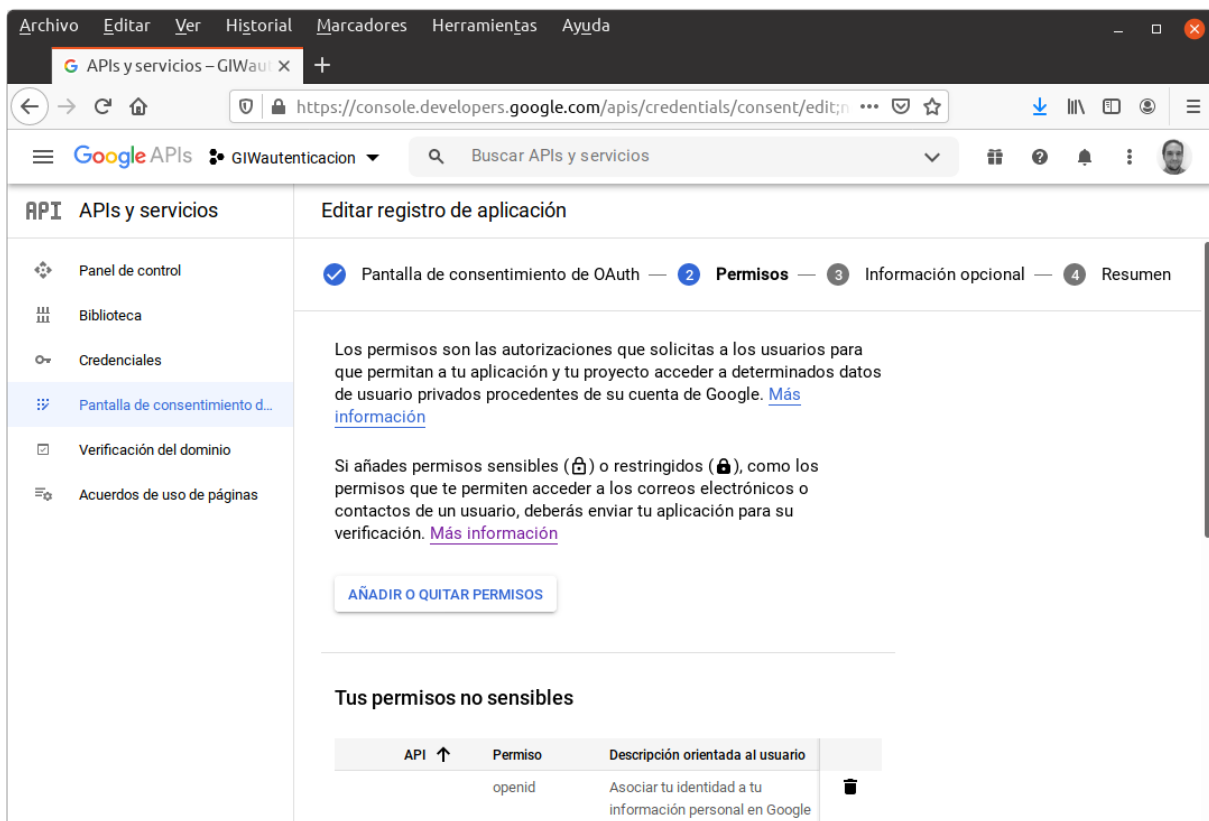 Archivo Editar Ver Historial Marcadores Herramientas Ayuda
APIs y servicios – GIWaut
https://console.developers.google.com/apis/credentials/consent/edit;n
Google APIs GIWautenticacion Buscar APIs y servicios
API APIs y servicios
Editar registro de aplicación
Panel de control
Biblioteca
Credenciales
Pantalla de consentimiento d...
Verificación del dominio
Acuerdos de uso de páginas
Pantalla de consentimiento de OAuth — 2 Permisos — 3 Información opcional — 4 Resumen
Los permisos son las autorizaciones que solicitas a los usuarios para
que permitan a tu aplicación y tu proyecto acceder a determinados datos
de usuario privados procedentes de su cuenta de Google. Más
información
Si añades permisos sensibles () o restringidos (), como los
permisos que te permiten acceder a los correos electrónicos o
contactos de un usuario, deberás enviar tu aplicación para su
verificación. Más información
AÑADIR O QUITAR PERMISOS
Tus permisos no sensibles
API Permiso Descripción orientada al usuario
openid Asociar tu identidad a tu
información personal en Google